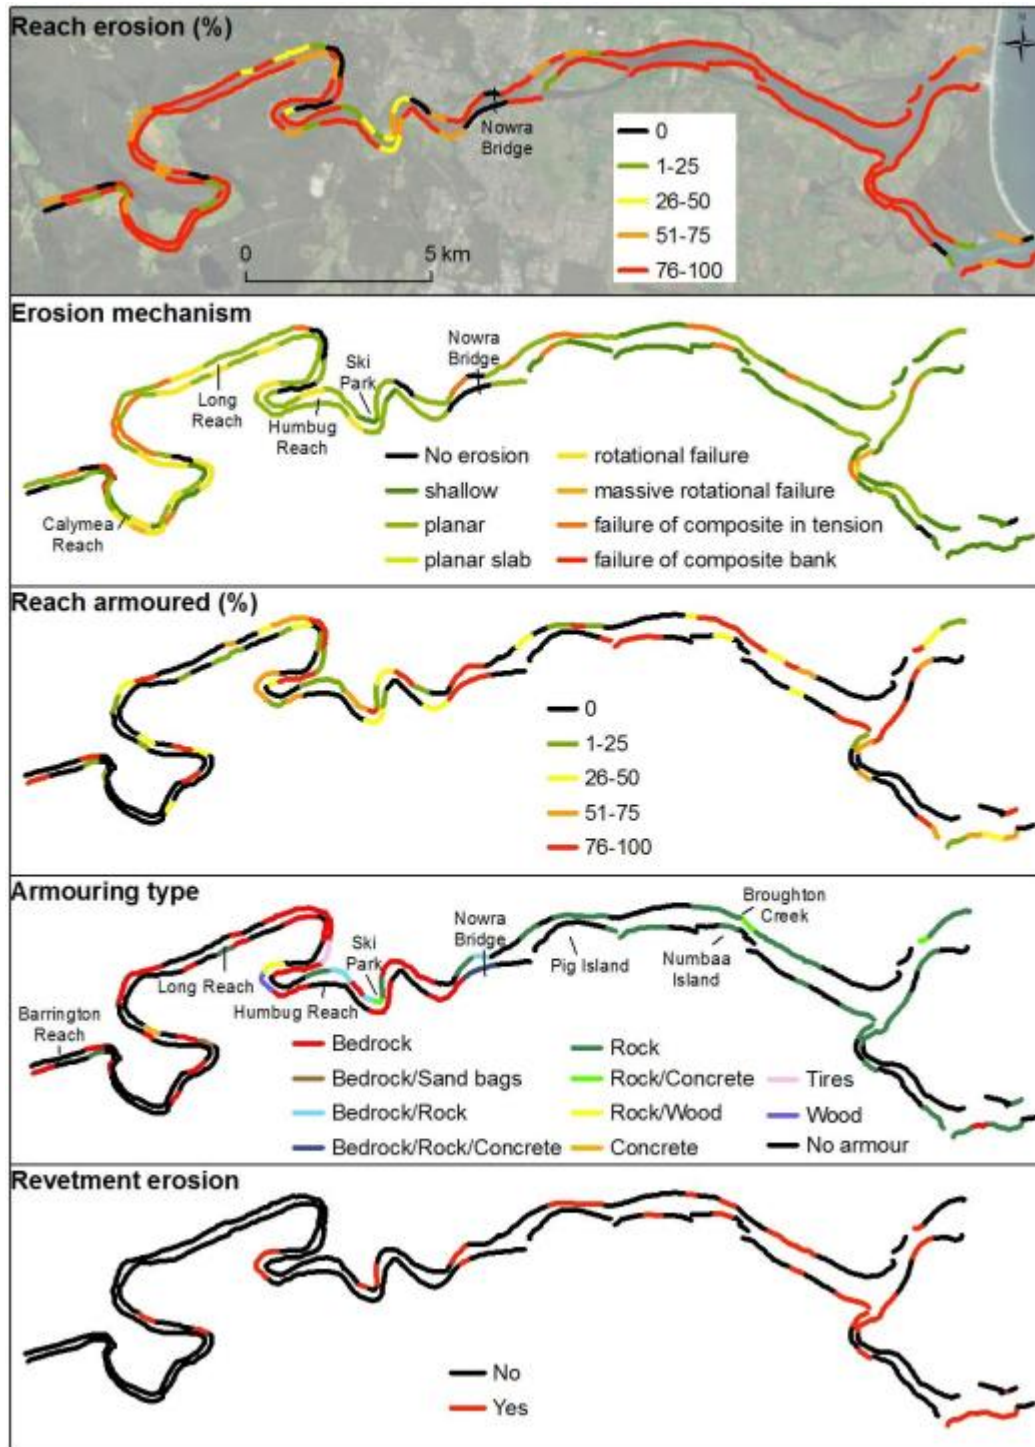 Reach erosion (%)
Nowra
Bridge
0
1-25
26-50
51-75
76-100
0 5 km
Erosion mechanism
Nowra
Bridge
Ski
Park
Long
Reach
Humbug
Reach
Calymea
Reach
No erosion
shallow
planar
planar slab
rotational failure
massive rotational failure
failure of composite in tension
failure of composite bank
Reach armoured (%)
0
1-25
26-50
51-75
76-100
Armouring type
Broughton
Creek
Nowra
Bridge
Ski
Park
Pig Island
Numbaa
Island
Long Reach
Humbug Reach
Barrington
Reach
Bedrock
Bedrock/Sand bags
Bedrock/Rock
Bedrock/Rock/Concrete
Rock
Rock/Concrete
Rock/Wood
Concrete
Tires
Wood
No armour
Revetment erosion
No
Yes